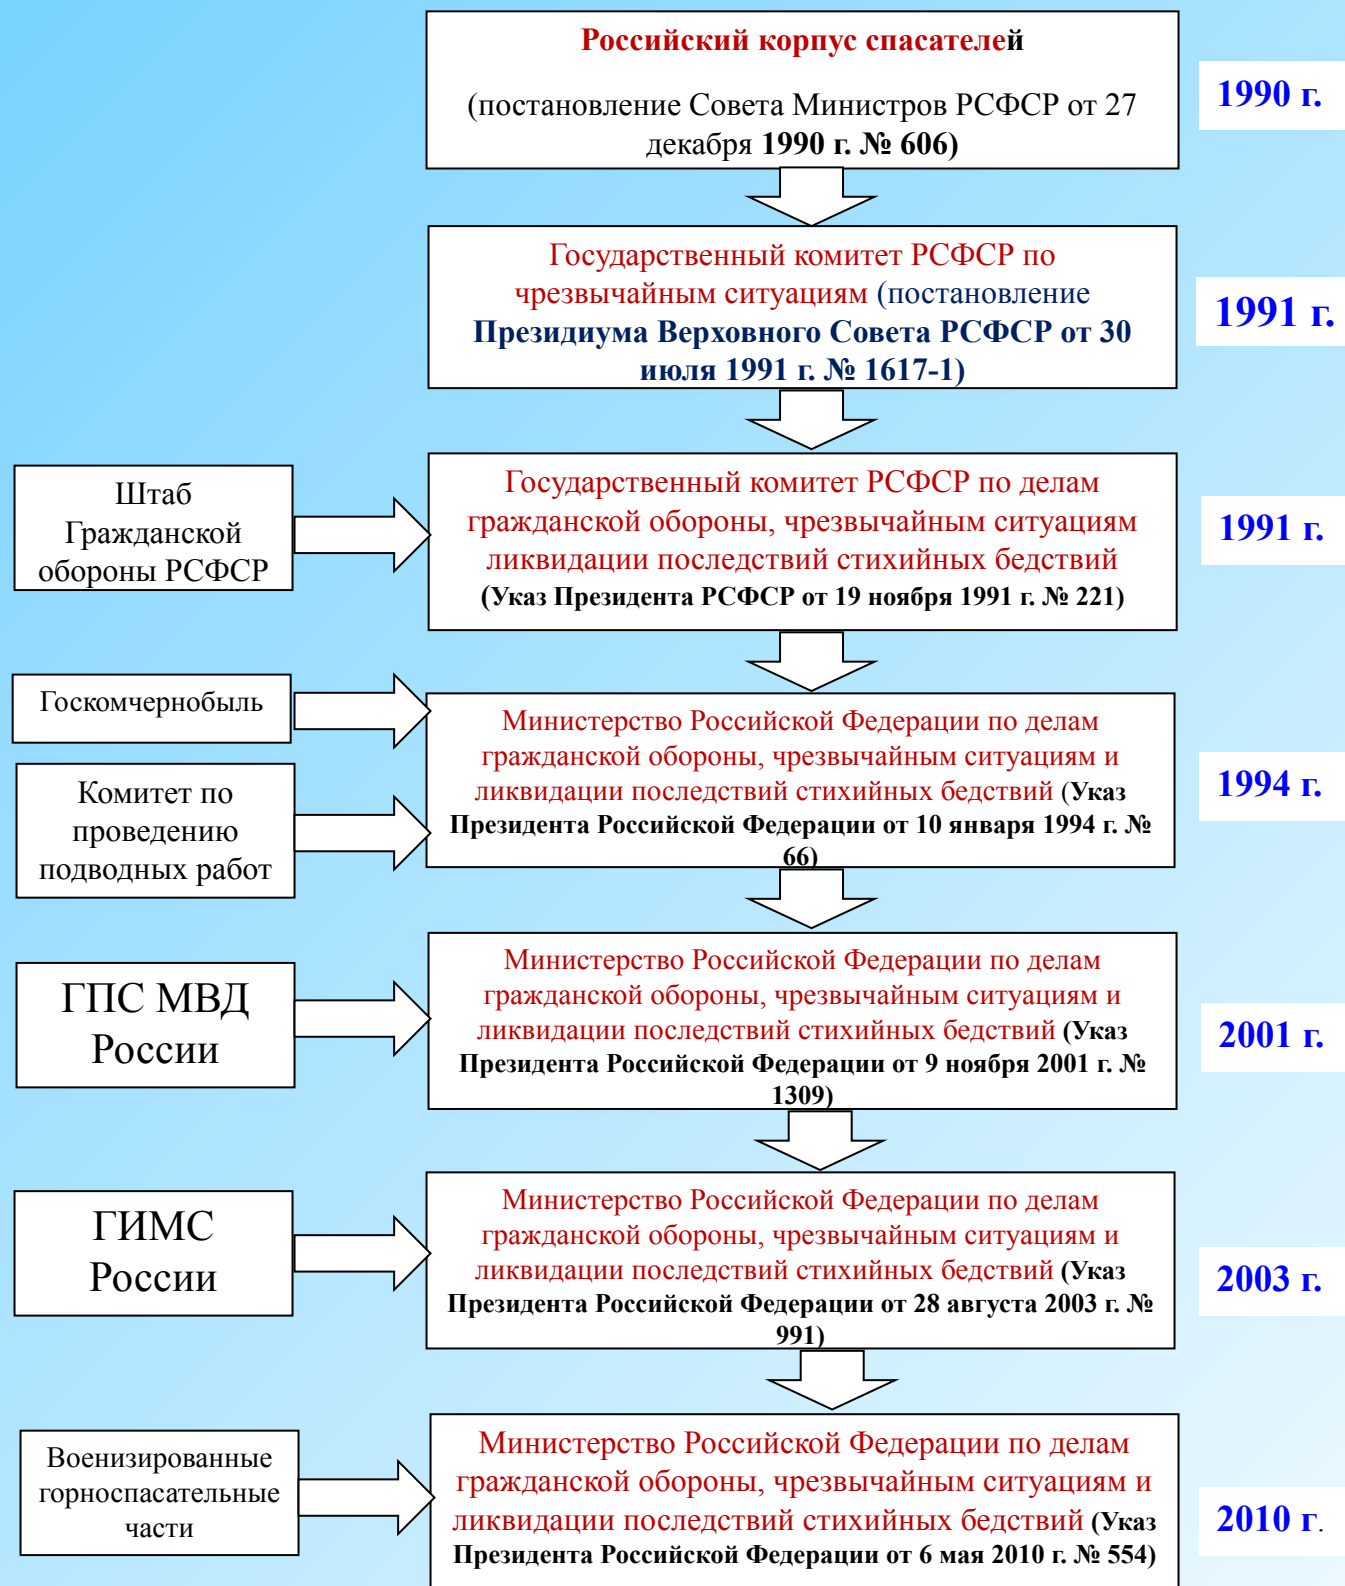 Российский корпус спасателей
(постановление Совета Министров РСФСР от 27
декабря 1990 г. № 606)
1990 г.
Государственный комитет РСФСР по
чрезвычайным ситуациям (постановление
Президиума Верховного Совета РСФСР от 30
июля 1991 г. № 1617-1)
1991 г.
Штаб
Гражданской
обороны РСФСР
Государственный комитет РСФСР по делам
гражданской обороны, чрезвычайным ситуациям
ликвидации последствий стихийных бедствий
(Указ Президента РСФСР от 19 ноября 1991 г. № 221)
1991 г.
Госкомчернобыль
Комитет по
проведению
подводных работ
Министерство Российской Федерации по делам
гражданской обороны, чрезвычайным ситуациям и
ликвидации последствий стихийных бедствий (Указ
Президента Российской Федерации от 10 января 1994 г. №
66)
1994 г.
ГПС МВД
России
Министерство Российской Федерации по делам
гражданской обороны, чрезвычайным ситуациям и
ликвидации последствий стихийных бедствий (Указ
Президента Российской Федерации от 9 ноября 2001 г. №
1309)
2001 г.
ГИМС
России
Министерство Российской Федерации по делам
гражданской обороны, чрезвычайным ситуациям и
ликвидации последствий стихийных бедствий (Указ
Президента Российской Федерации от 28 августа 2003 г. №
991)
2003 г.
Военизированные
горноспасательные
части
Министерство Российской Федерации по делам
гражданской обороны, чрезвычайным ситуациям и
ликвидации последствий стихийных бедствий (Указ
Президента Российской Федерации от 6 мая 2010 г. № 554)
2010 г.